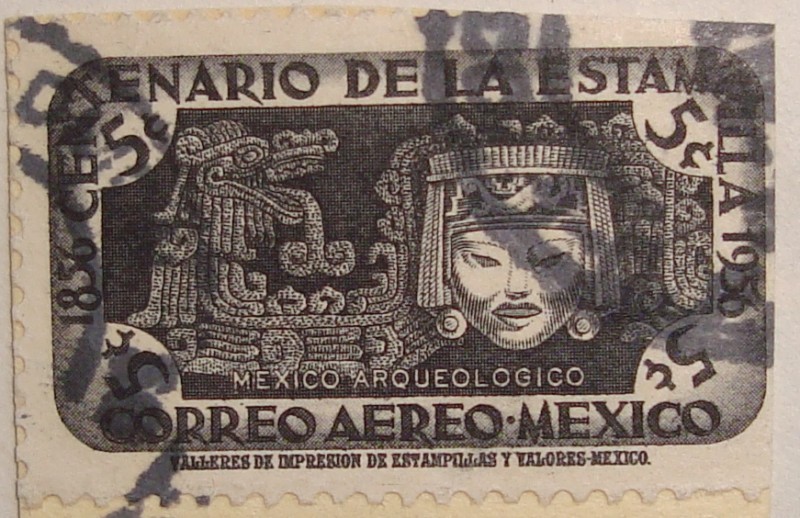 1856 CENTENARIO DE LA ESTAMPILLA 1956
5¢ 5¢
5¢ 5¢
MEXICO ARQUEOLOGICO
CORREO AEREO·MEXICO
TALLERES DE IMPRESION DE ESTAMPILLAS Y VALORES-MEXICO.